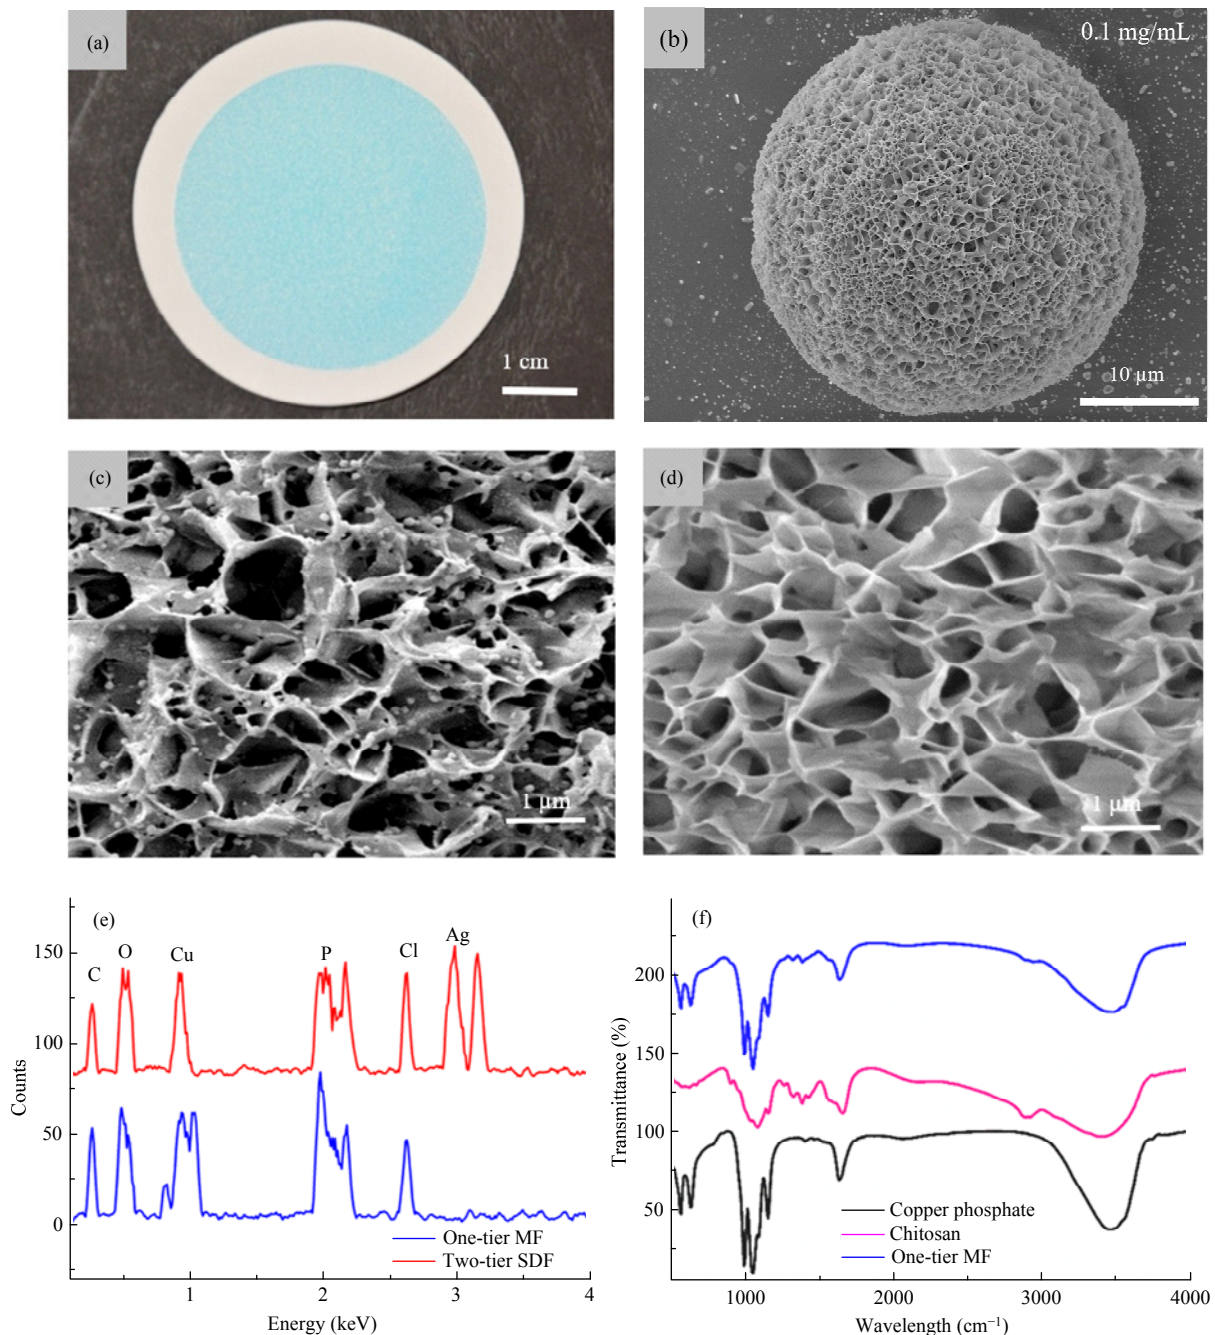 (a)
1 cm
(b)
0.1 mg/mL
10 µm
(c)
1 µm
(d)
1 µm
(e)
150
100
50
0
Counts
C
O
Cu
P
Cl
Ag
One-tier MF
Two-tier SDF
1
2
3
4
Energy (keV)
(f)
200
150
100
50
Transmittance (%)
Copper phosphate
Chitosan
One-tier MF
1000
2000
3000
4000
Wavelength (cm⁻¹)